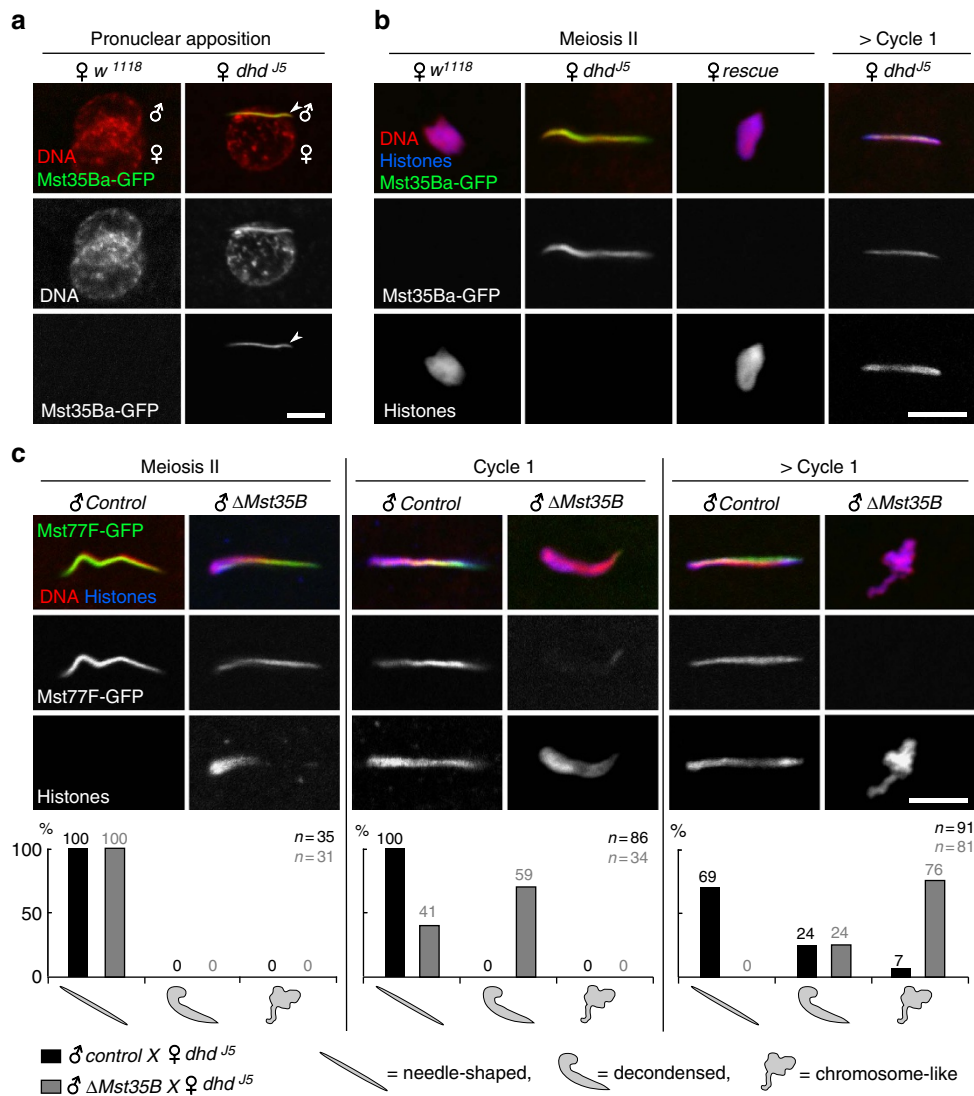 a
Pronuclear apposition
♀ w 1118
♀ dhd J5
♂
♀
♂
♀
DNA
Mst35Ba-GFP
DNA
Mst35Ba-GFP
b
Meiosis II
> Cycle 1
♀ w1118
♀ dhd J5
♀ rescue
♀ dhd J5
DNA
Histones
Mst35Ba-GFP
Mst35Ba-GFP
Histones
c
Meiosis II
Cycle 1
> Cycle 1
♂ Control
♂ ΔMst35B
♂ Control
♂ ΔMst35B
♂ Control
♂ ΔMst35B
Mst77F-GFP
DNA Histones
Mst77F-GFP
Histones
%
100
50
0
100
100
0
0
0
0
n=35
n=31
%
100
41
0
59
0
0
n=86
n=34
%
69
0
24
24
7
76
n=91
n=81
♂ control X ♀ dhd J5
♂ ΔMst35B X ♀ dhd J5
= needle-shaped,
= decondensed,
= chromosome-like